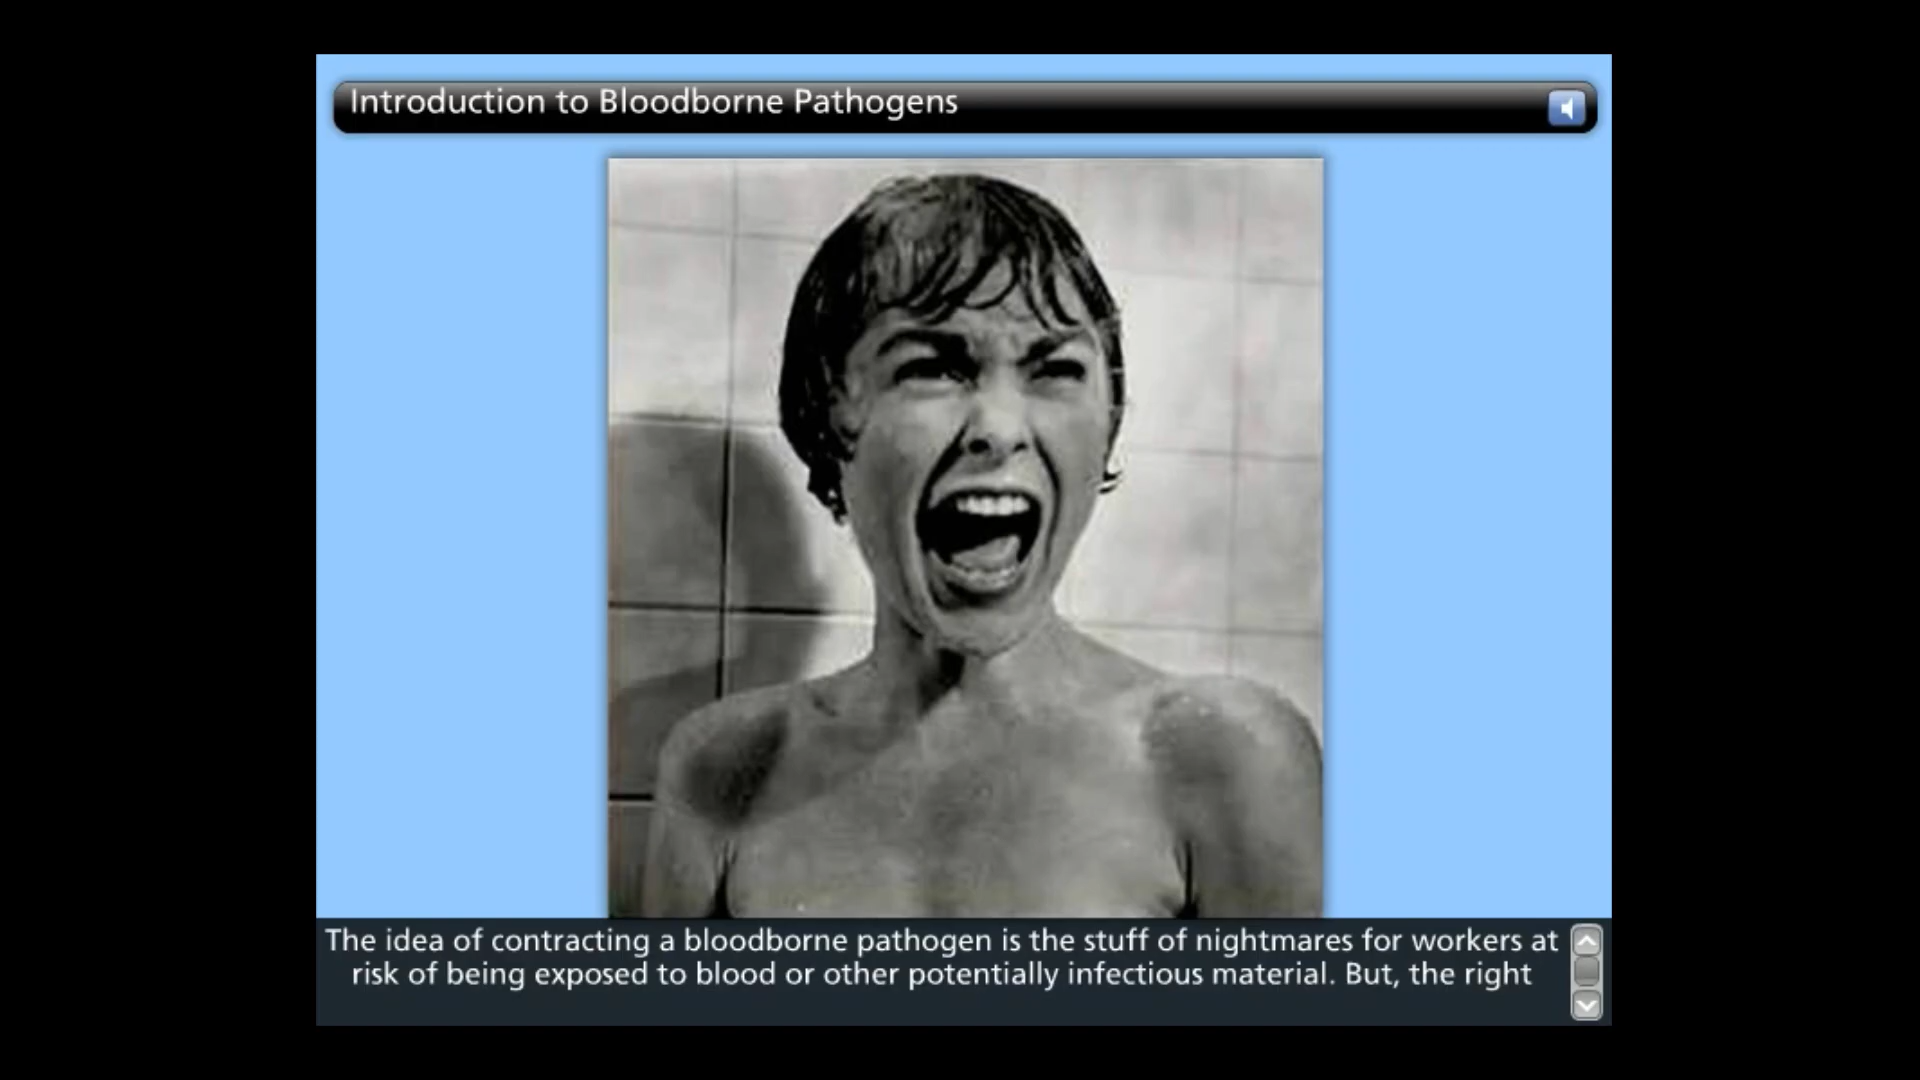 Introduction to Bloodborne Pathogens
The idea of contracting a bloodborne pathogen is the stuff of nightmares for workers at
risk of being exposed to blood or other potentially infectious material. But, the right